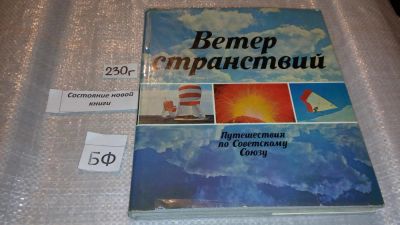 Ветер
странствий
230г
Состояние новой
книги
БФ
Путешествия
по Советскому
Союзу